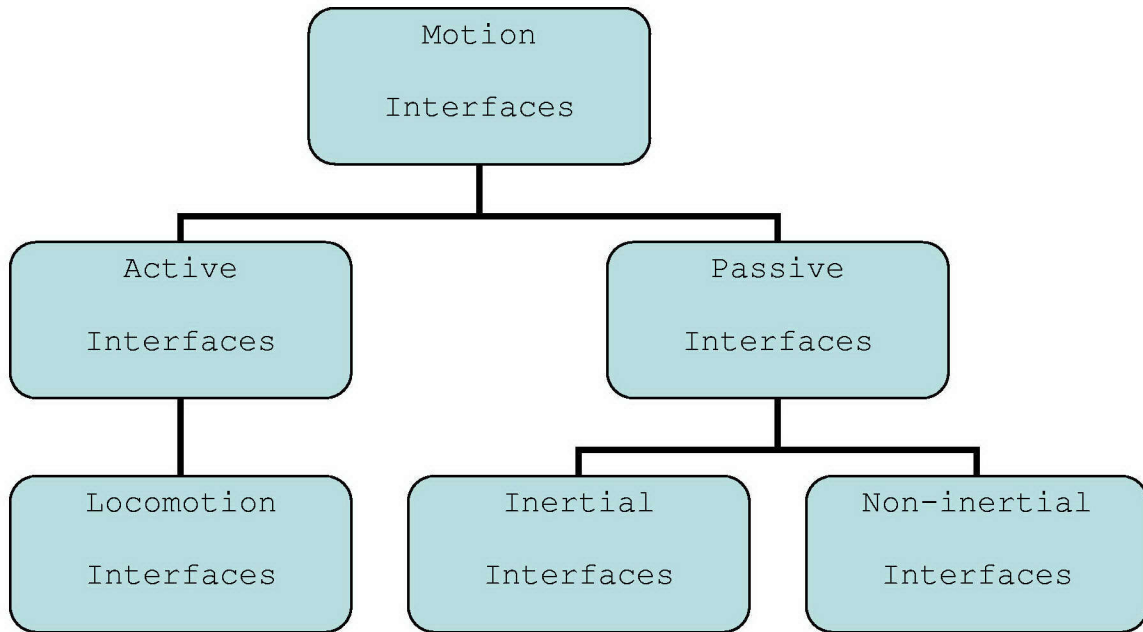 Motion
Interfaces
Active
Interfaces
Passive
Interfaces
Locomotion
Interfaces
Inertial
Interfaces
Non-inertial
Interfaces